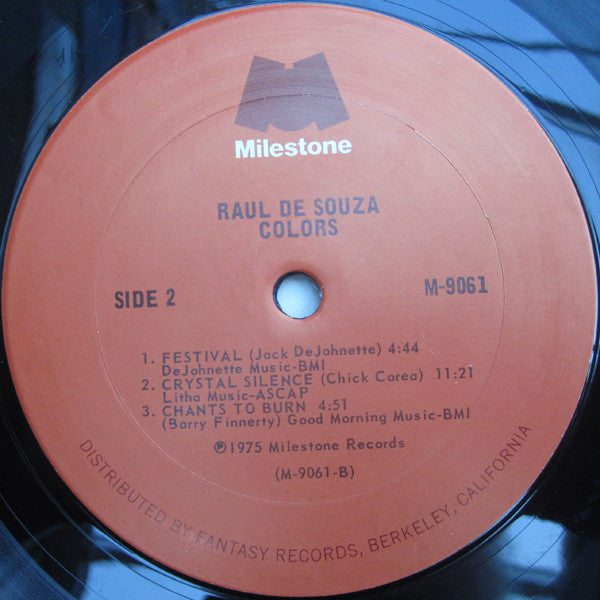 Milestone
RAUL DE SOUZA
COLORS
SIDE 2
M-9061
1. FESTIVAL (Jack DeJohnette) 4:44
DeJohnette Music-BMI
2. CRYSTAL SILENCE (Chick Corea) 11:21
Litha Music-ASCAP
3. CHANTS TO BURN 4:51
(Barry Finnerty) Good Morning Music-BMI
℗1975 Milestone Records
(M-9061-B)
DISTRIBUTED BY FANTASY RECORDS, BERKELEY, CALIFORNIA